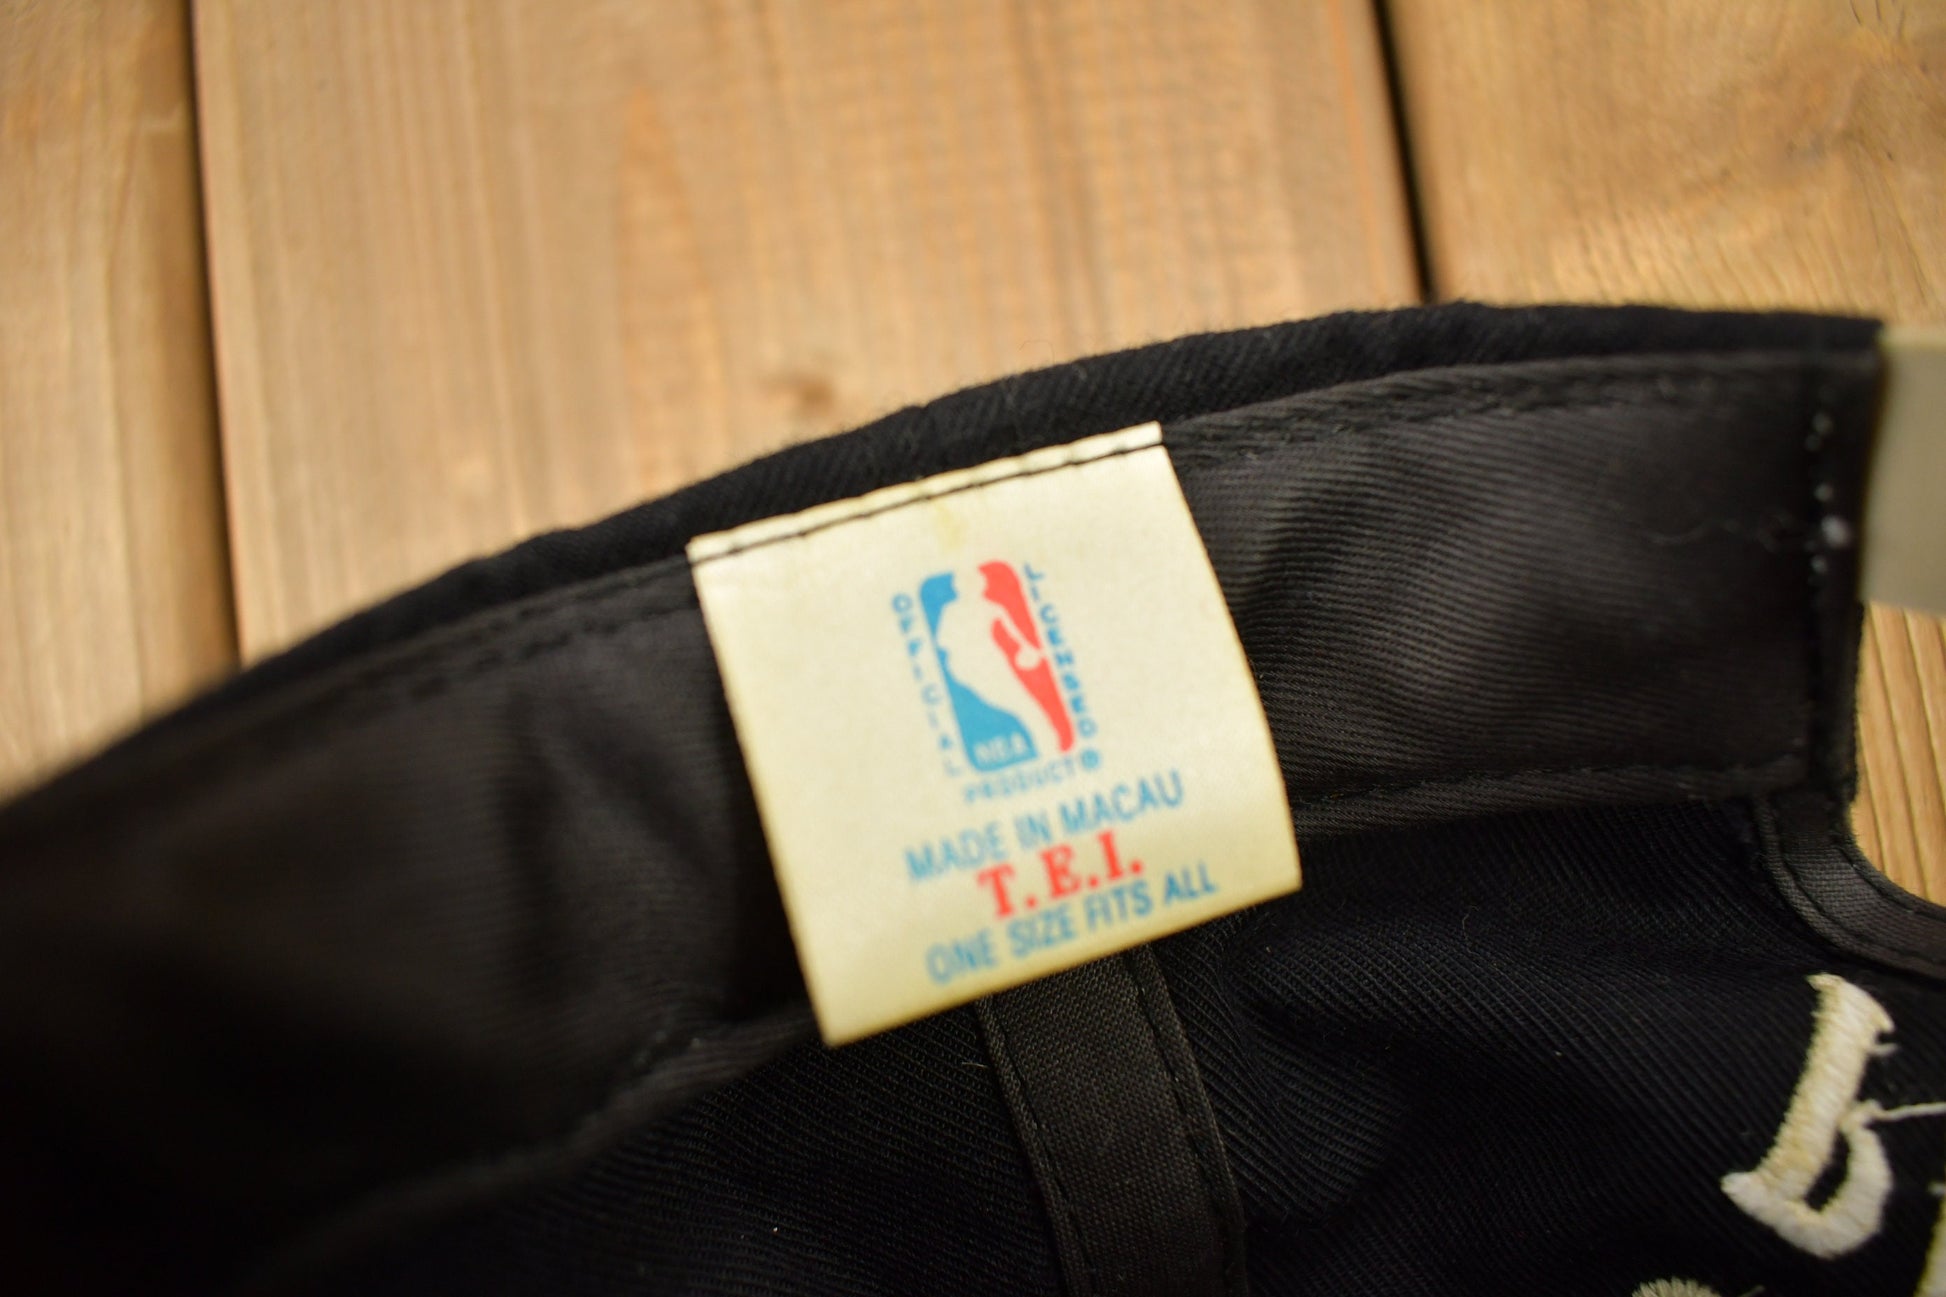 OFFICIAL
LICENSED
NBA
PRODUCT®
MADE IN MACAU
T.E.I.
ONE SIZE FITS ALL